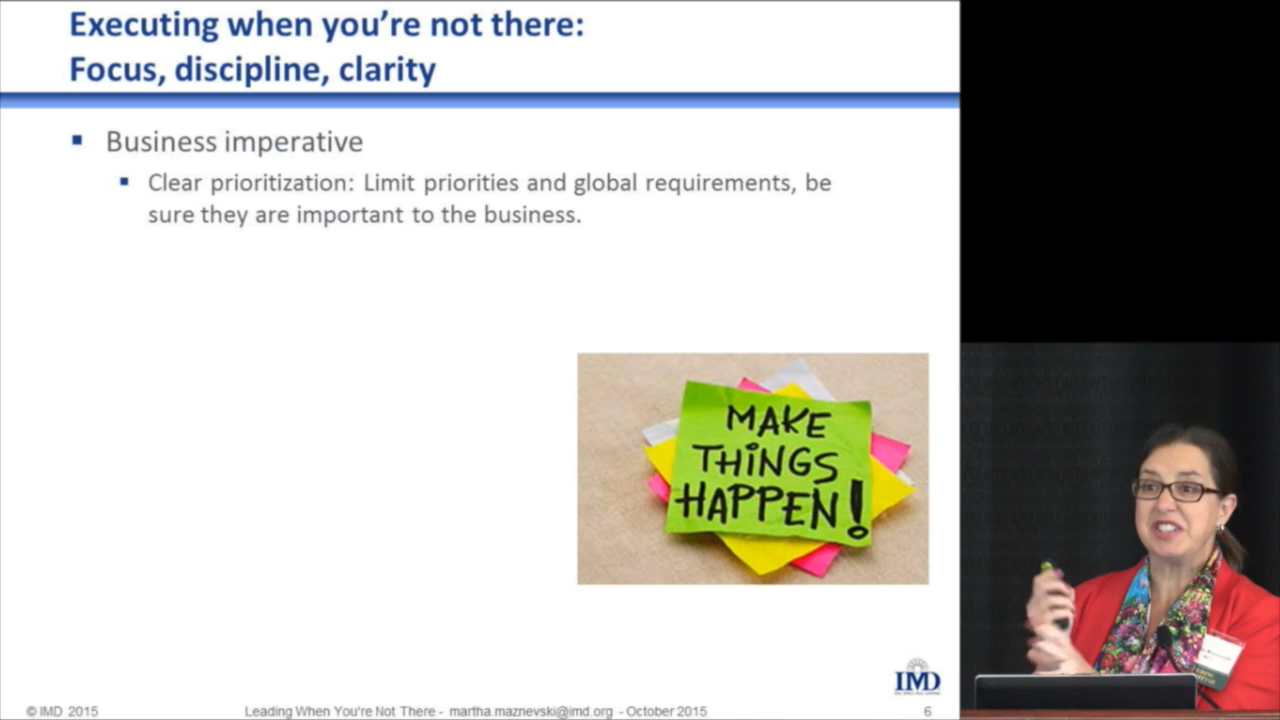 Executing when you're not there:
Focus, discipline, clarity
Business imperative
Clear prioritization: Limit priorities and global requirements, be
sure they are important to the business.
MAKE
THiNGS
HAPPEN!
IMD
© IMD 2015
Leading When You're Not There - martha.maznevski@imd.org - October 2015
6